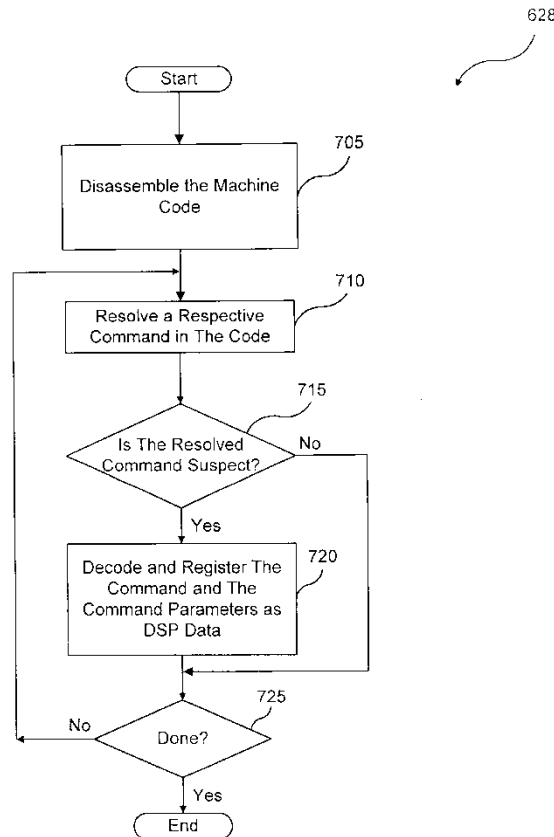 628
Start
705
Disassemble the Machine
Code
710
Resolve a Respective
Command in The Code
715
Is The Resolved
Command Suspect?
No
Yes
720
Decode and Register The
Command and The
Command Parameters as
DSP Data
725
No
Done?
Yes
End